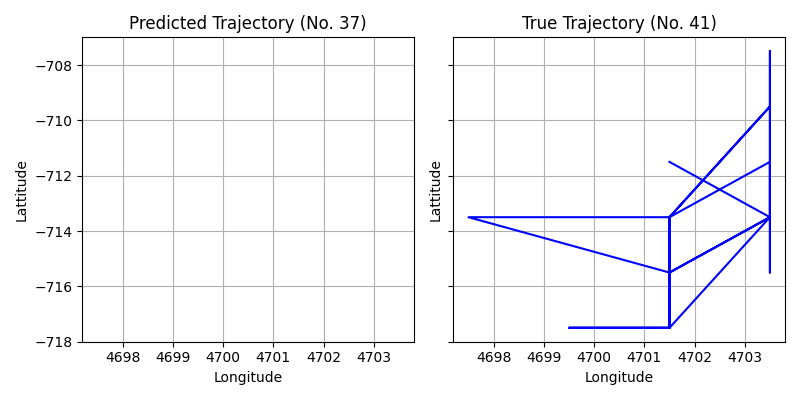 Predicted Trajectory (No. 37)
True Trajectory (No. 41)
Lattitude
−708
−710
−712
−714
−716
−718
4698 4699 4700 4701 4702 4703
Longitude
Lattitude
4698 4699 4700 4701 4702 4703
Longitude